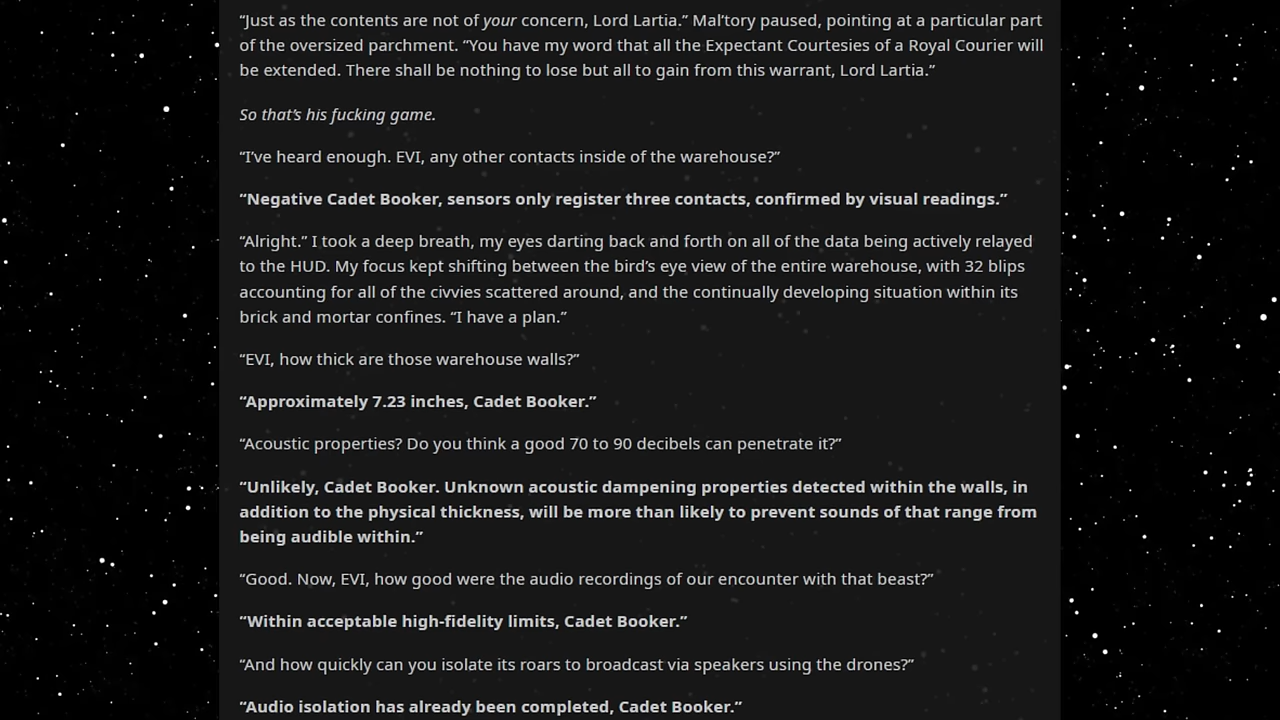 “Just as the contents are not of your concern, Lord Lartia.” Mal’tory paused, pointing at a particular part
of the oversized parchment. “You have my word that all the Expectant Courtesies of a Royal Courier will
be extended. There shall be nothing to lose but all to gain from this warrant, Lord Lartia.”
So that’s his fucking game.
“I’ve heard enough. EVI, any other contacts inside of the warehouse?”
“Negative Cadet Booker, sensors only register three contacts, confirmed by visual readings.”
“Alright.” I took a deep breath, my eyes darting back and forth on all of the data being actively relayed
to the HUD. My focus kept shifting between the bird’s eye view of the entire warehouse, with 32 blips
accounting for all of the civvies scattered around, and the continually developing situation within its
brick and mortar confines. “I have a plan.”
“EVI, how thick are those warehouse walls?”
“Approximately 7.23 inches, Cadet Booker.”
“Acoustic properties? Do you think a good 70 to 90 decibels can penetrate it?”
“Unlikely, Cadet Booker. Unknown acoustic dampening properties detected within the walls, in
addition to the physical thickness, will be more than likely to prevent sounds of that range from
being audible within.”
“Good. Now, EVI, how good were the audio recordings of our encounter with that beast?”
“Within acceptable high-fidelity limits, Cadet Booker.”
“And how quickly can you isolate its roars to broadcast via speakers using the drones?”
“Audio isolation has already been completed, Cadet Booker.”